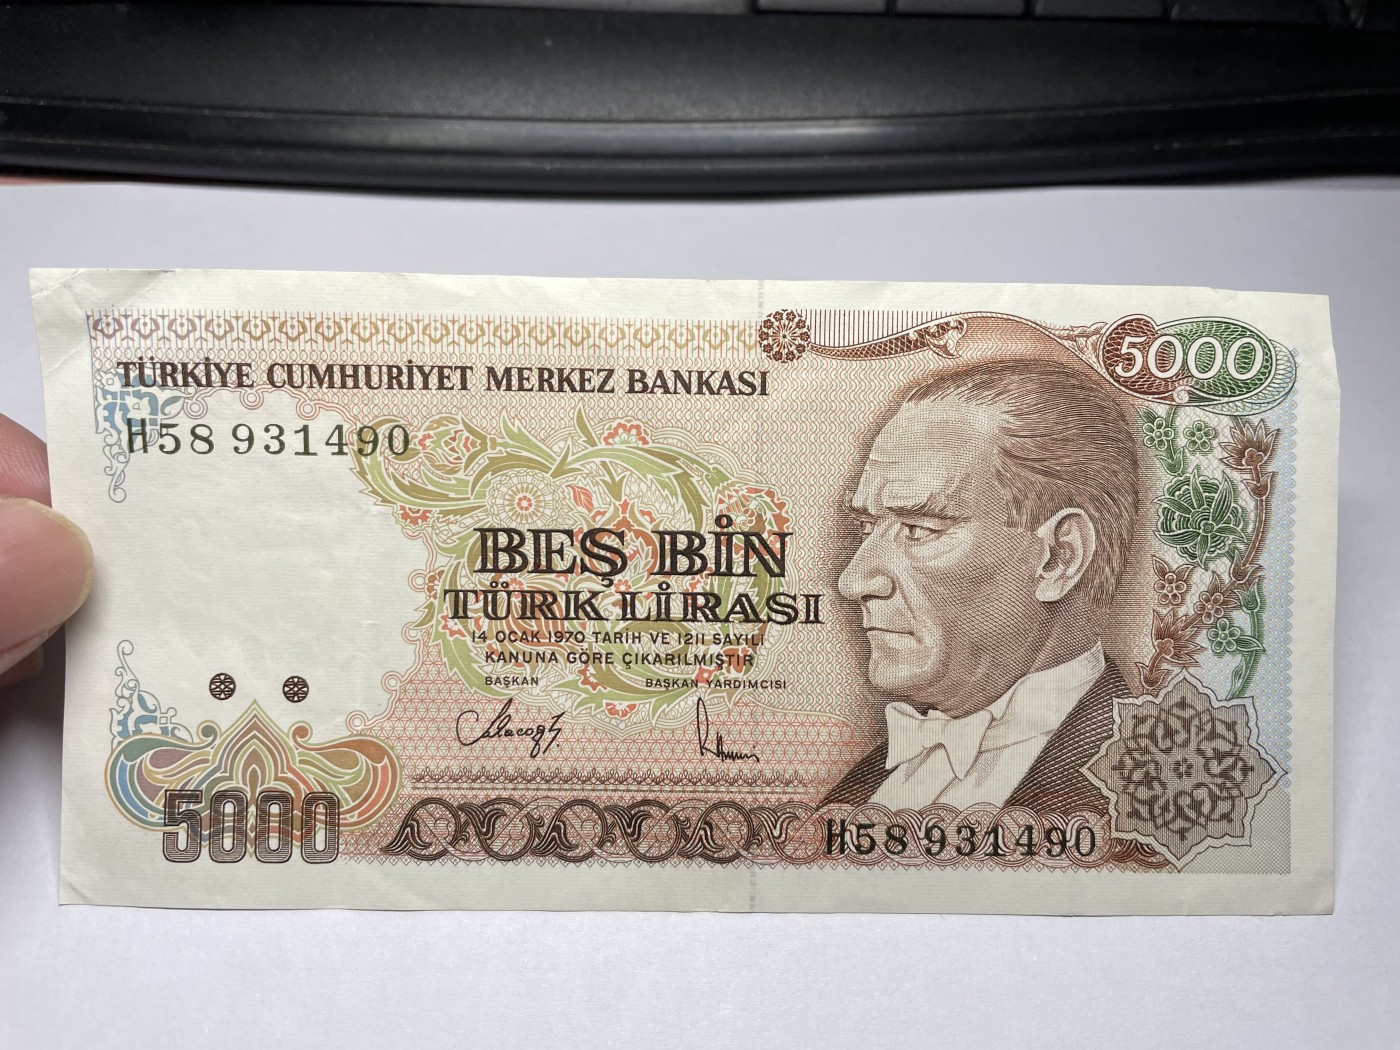 5000
TÜRKİYE CUMHURİYET MERKEZ BANKASI
H58 931490
BEŞ BİN
TÜRK LİRASI
14 OCAK 1970 TARİH VE 1211 SAYILI
KANUNA GÖRE ÇIKARILMIŞTIR
BAŞKAN BAŞKAN YARDIMCISI
5000
H58 931490